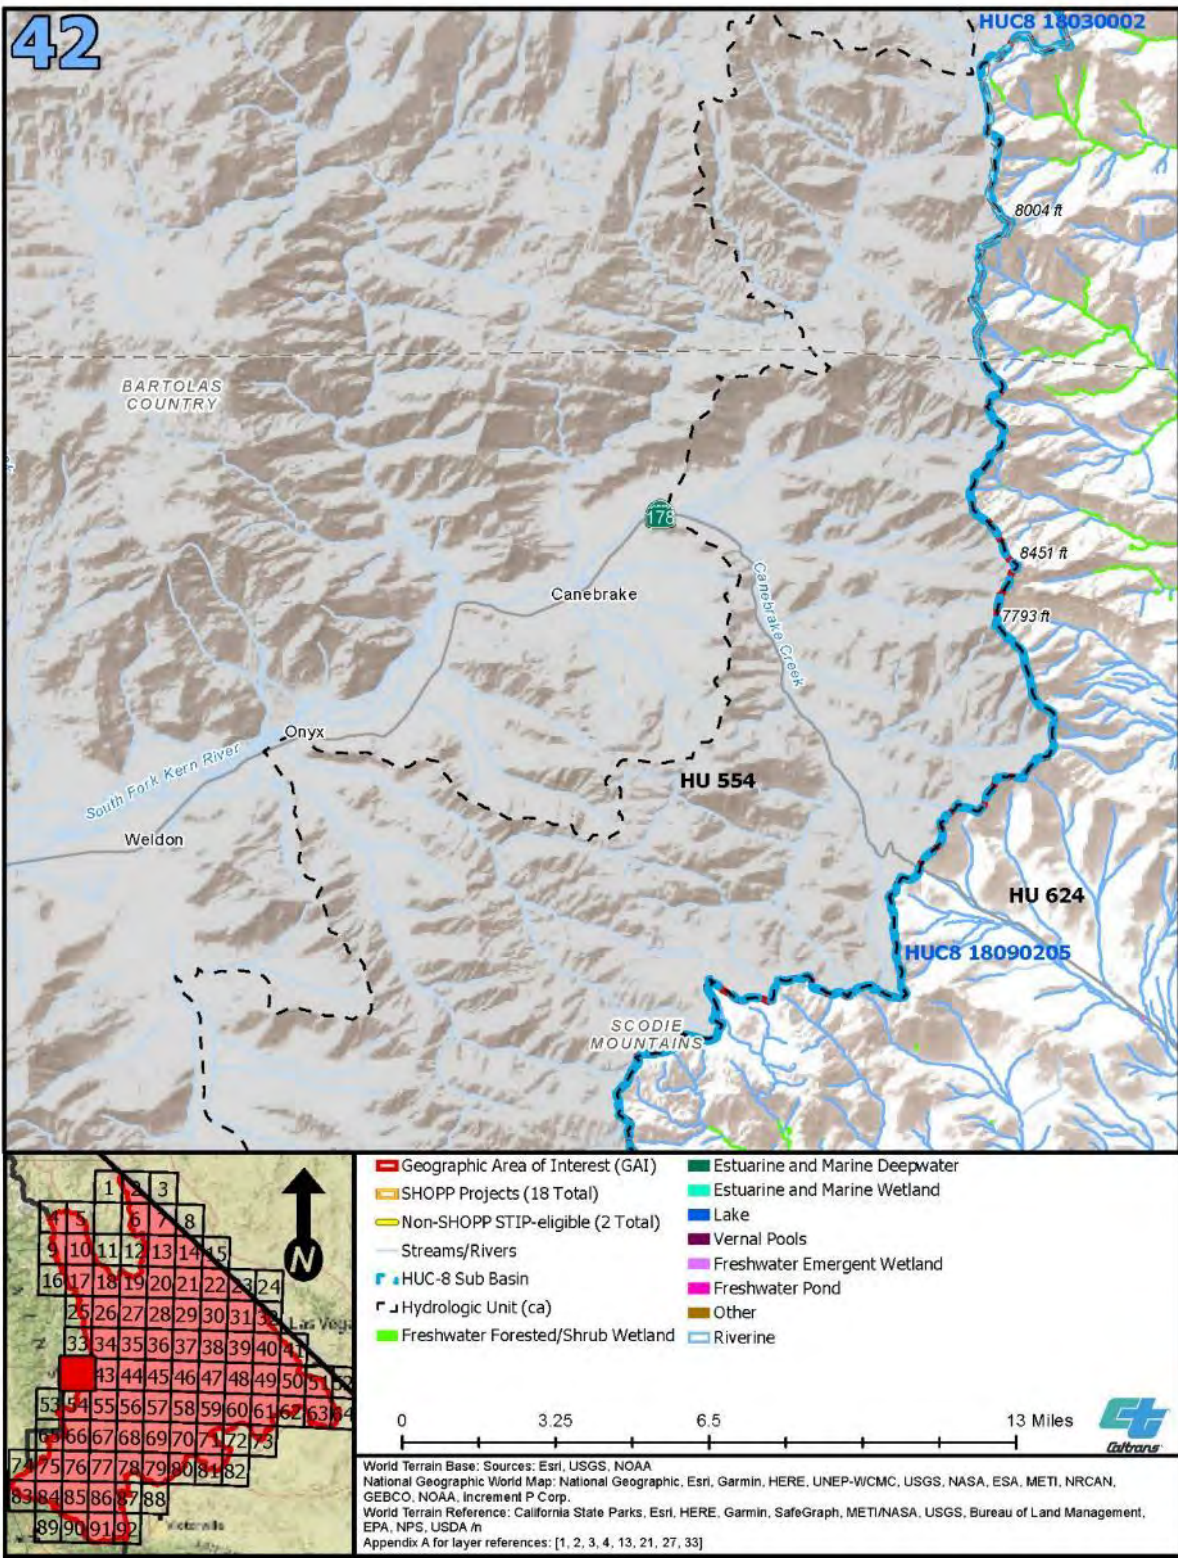 42
HUC8 18030002
8004 ft
BARTOLAS
COUNTRY
178
8451 ft
Canebrake
Canebrake Creek
7793 ft
Onyx
South Fork Kern River
HU 554
Weldon
HU 624
HUC8 18090205
SCODIE
MOUNTAINS
1 2 3
4 5 6 7 8
9 10 11 12 13 14 15
16 17 18 19 20 21 22 23 24
25 26 27 28 29 30 31 32
Las Vega
33 34 35 36 37 38 39 40 41
43 44 45 46 47 48 49 50 51 52
53 54 55 56 57 58 59 60 61 62 63 64
65 66 67 68 69 70 71 72 73
74 75 76 77 78 79 80 81 82
83 84 85 86 87 88
89 90 91 92
Victorville
N
Geographic Area of Interest (GAI)
SHOPP Projects (18 Total)
Non-SHOPP STIP-eligible (2 Total)
Streams/Rivers
HUC-8 Sub Basin
Hydrologic Unit (ca)
Freshwater Forested/Shrub Wetland
Estuarine and Marine Deepwater
Estuarine and Marine Wetland
Lake
Vernal Pools
Freshwater Emergent Wetland
Freshwater Pond
Other
Riverine
0 3.25 6.5 13 Miles
Caltrans
World Terrain Base: Sources: Esri, USGS, NOAA
National Geographic World Map: National Geographic, Esri, Garmin, HERE, UNEP-WCMC, USGS, NASA, ESA, METI, NRCAN,
GEBCO, NOAA, Increment P Corp.
World Terrain Reference: California State Parks, Esri, HERE, Garmin, SafeGraph, METI/NASA, USGS, Bureau of Land Management,
EPA, NPS, USDA /n
Appendix A for layer references: [1, 2, 3, 4, 13, 21, 27, 33]